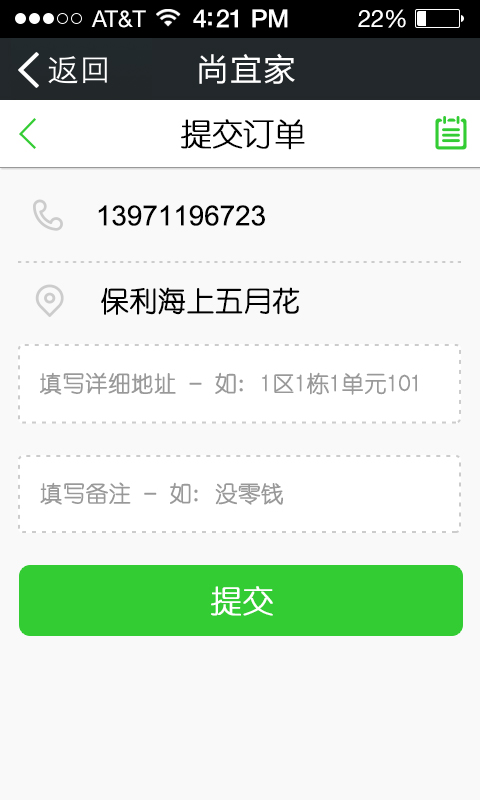 AT&T 4:21 PM 22%
返回 尚宜家
提交订单
13971196723
保利海上五月花
填写详细地址 - 如: 1区1栋1单元101
填写备注 - 如: 没零钱
提交